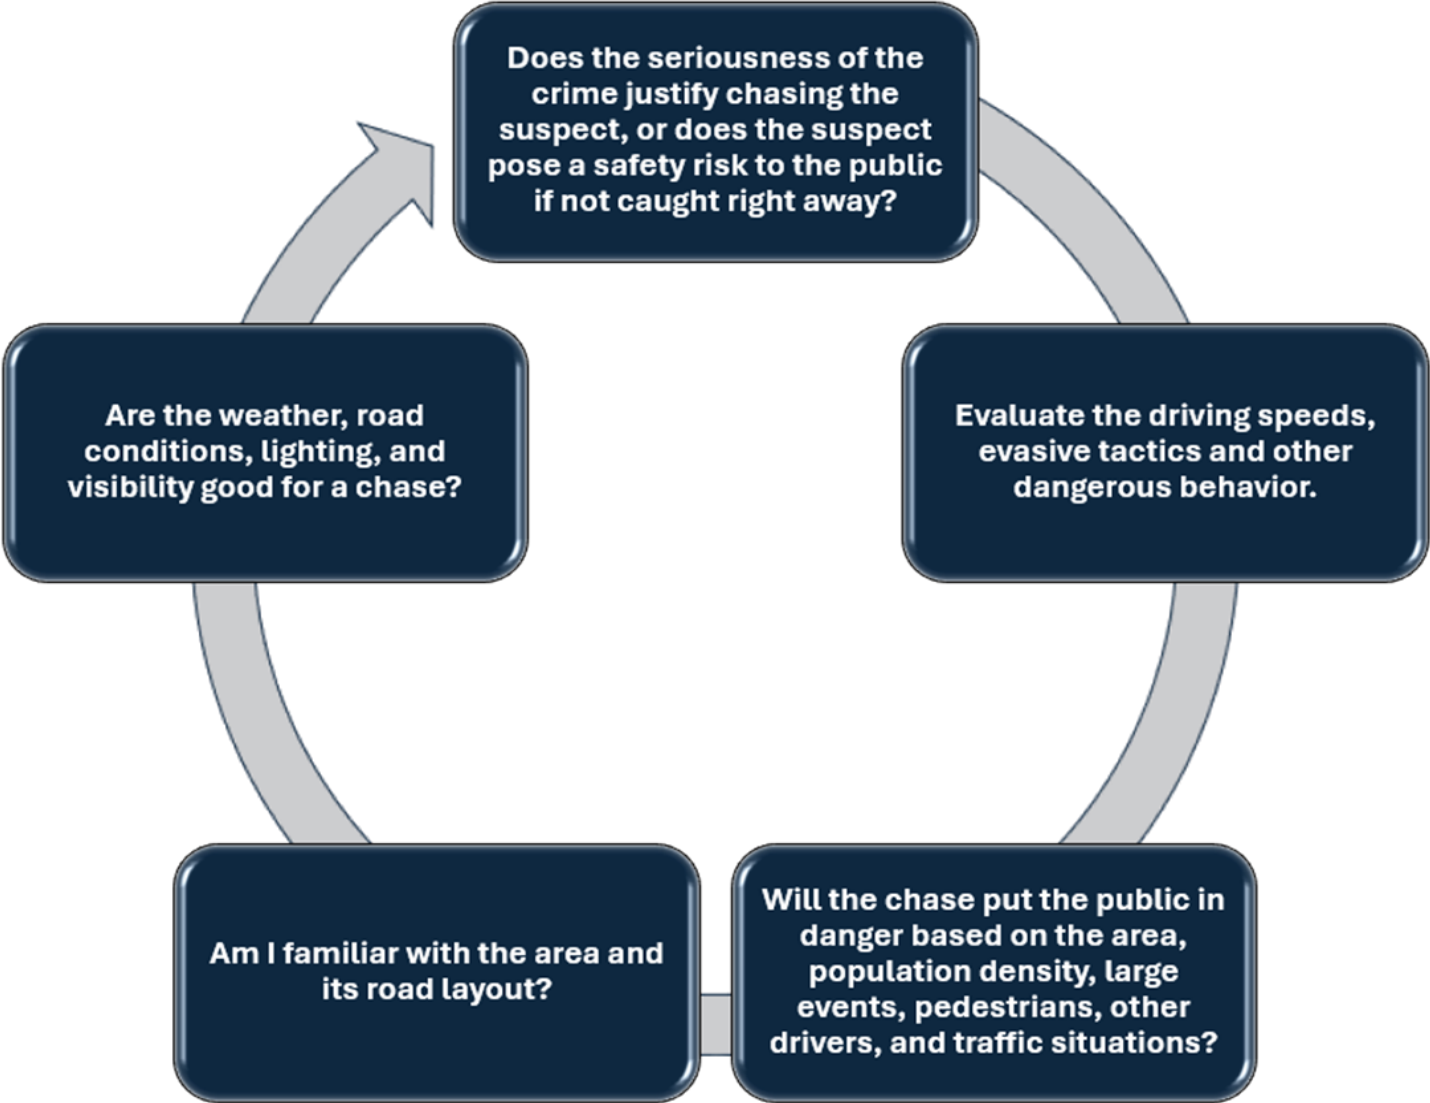 Does the seriousness of the
crime justify chasing the
suspect, or does the suspect
pose a safety risk to the public
if not caught right away?
Evaluate the driving speeds,
evasive tactics and other
dangerous behavior.
Will the chase put the public in
danger based on the area,
population density, large
events, pedestrians, other
drivers, and traffic situations?
Am I familiar with the area and
its road layout?
Are the weather, road
conditions, lighting, and
visibility good for a chase?